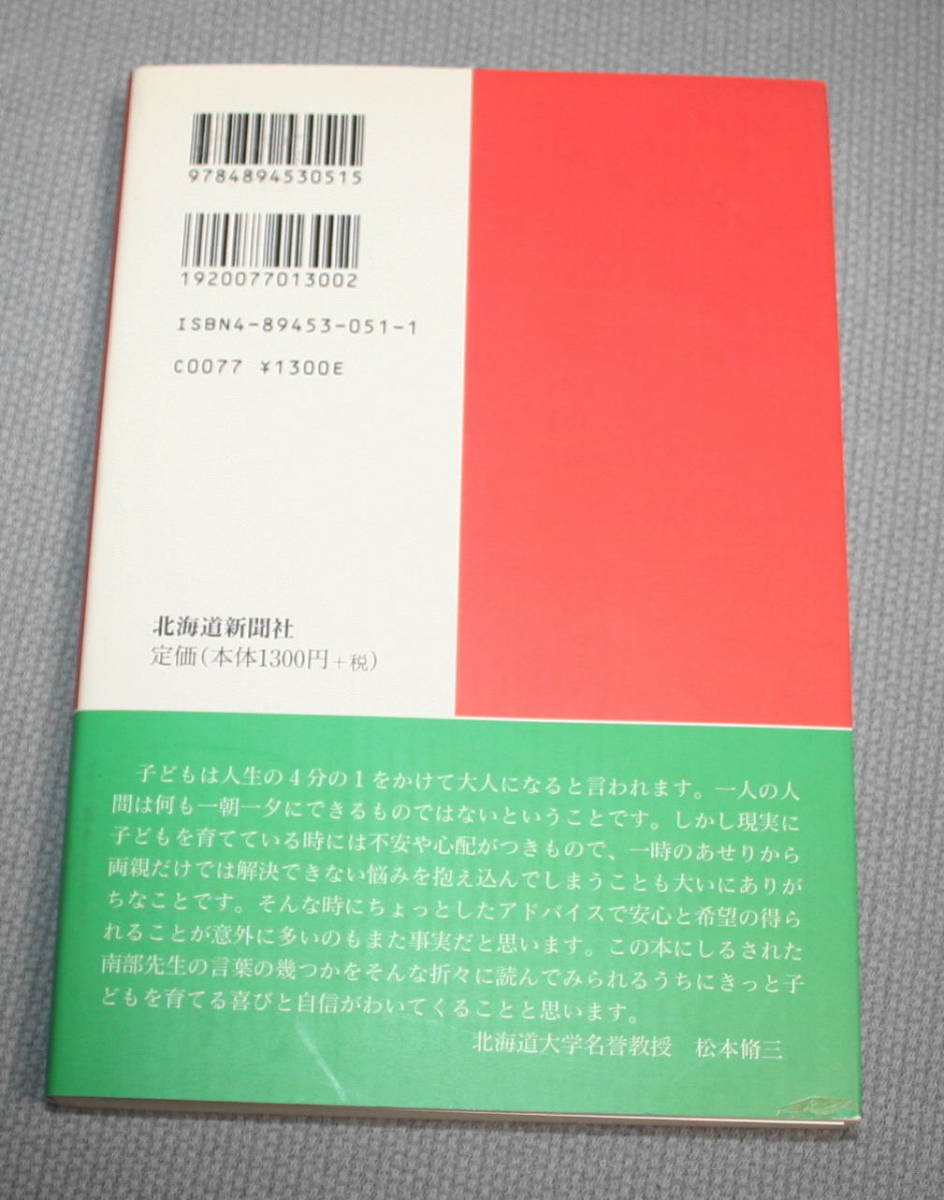 9784894530515
1920077013002
ISBN4-89453-051-1
C0077 ¥1300E
北海道新聞社
定価(本体1300円+税)
子どもは人生の4分の1をかけて大人になると言われます。一人の人
間は何も一朝一夕にできるものではないということです。しかし現実に
子どもを育てている時には不安や心配がつきもので、一時のあせりから
両親だけでは解決できない悩みを抱え込んでしまうことも大いにありが
ちなことです。そんな時にちょっとしたアドバイスで安心と希望の得ら
れることが意外に多いのもまた事実だと思います。この本にしるされた
南部先生の言葉の幾つかをそんな折々に読んでみられるうちにきっと子
どもを育てる喜びと自信がわいてくることと思います。
北海道大学名誉教授 松本脩三